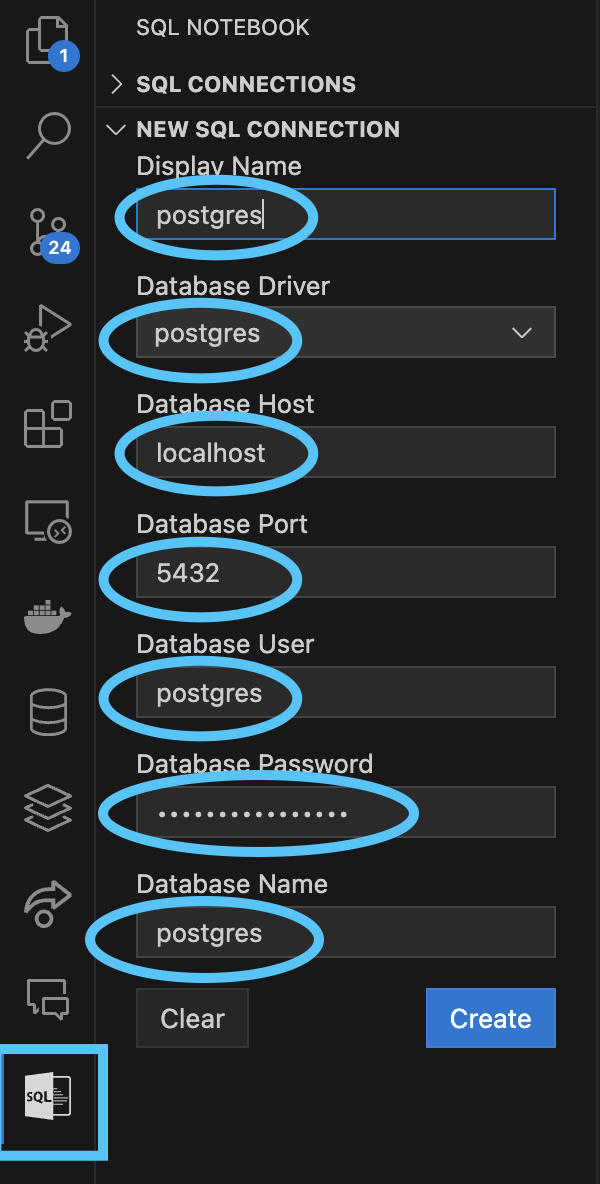 SQL NOTEBOOK
1
SQL CONNECTIONS
NEW SQL CONNECTION
Display Name
postgres
24
Database Driver
postgres
Database Host
localhost
Database Port
5432
Database User
postgres
Database Password
••••••••••••••••
Database Name
postgres
Clear
Create
SQL